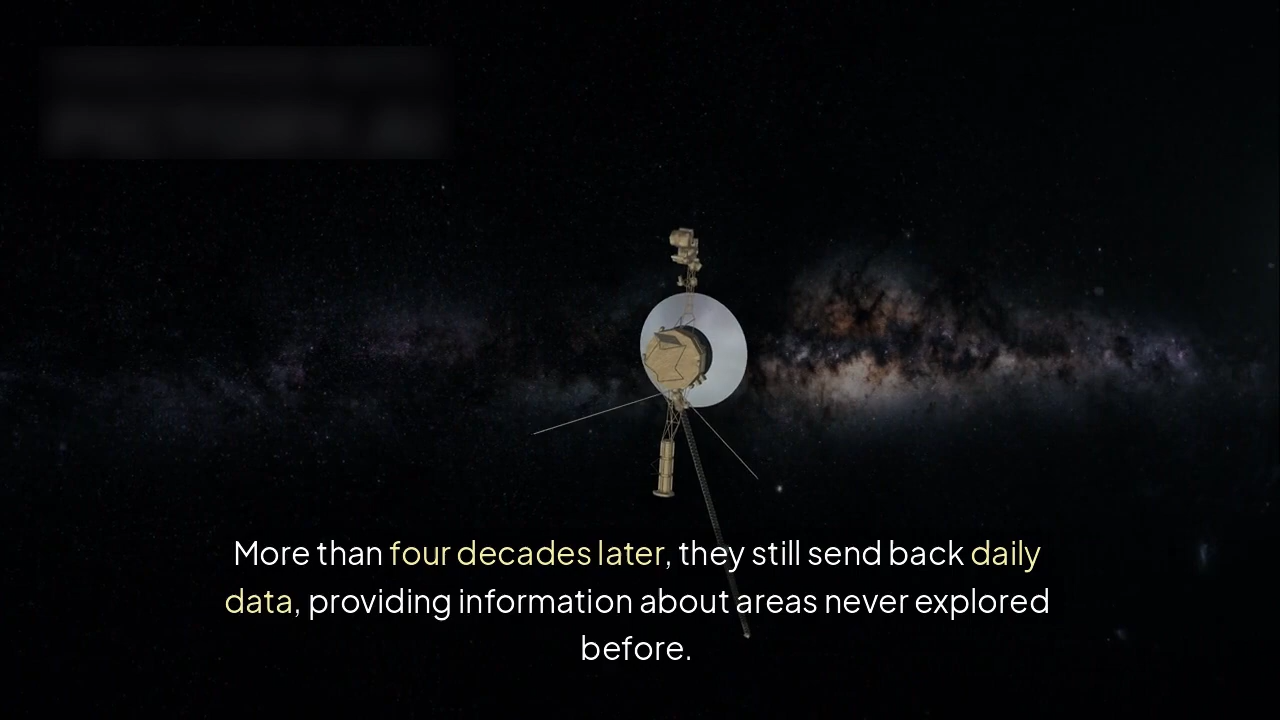 More than four decades later, they still send back daily
data, providing information about areas never explored
before.